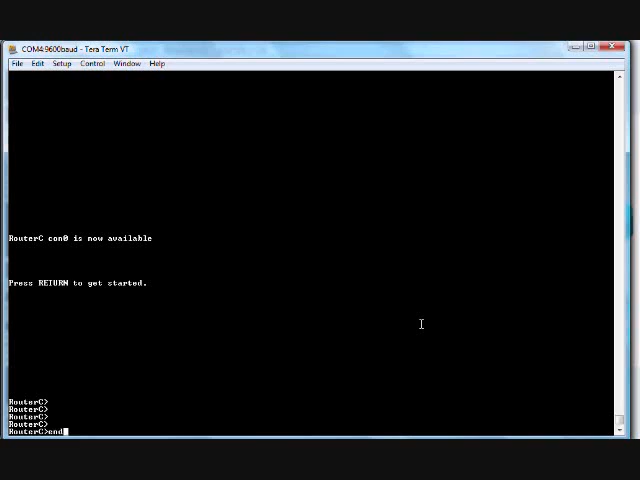 COM4:9600baud - Tera Term VT
File Edit Setup Control Window Help
RouterC con0 is now available
Press RETURN to get started.
RouterC>
RouterC>
RouterC>
RouterC>
RouterC>end